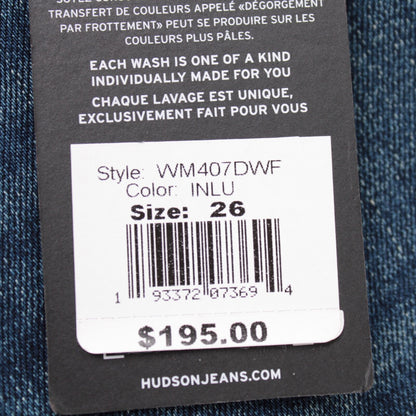 TRANSFERT DE COULEURS APPELÉ «DÉGORGEMENT
PAR FROTTEMENT» PEUT SE PRODUIRE SUR LES
COULEURS PLUS PÂLES.
EACH WASH IS ONE OF A KIND
INDIVIDUALLY MADE FOR YOU
CHAQUE LAVAGE EST UNIQUE,
EXCLUSIVEMENT FAIT POUR VOUS
Style: WM407DWF
Color: INLU
Size: 26
1 93372 07369 4
$195.00
HUDSONJEANS.COM